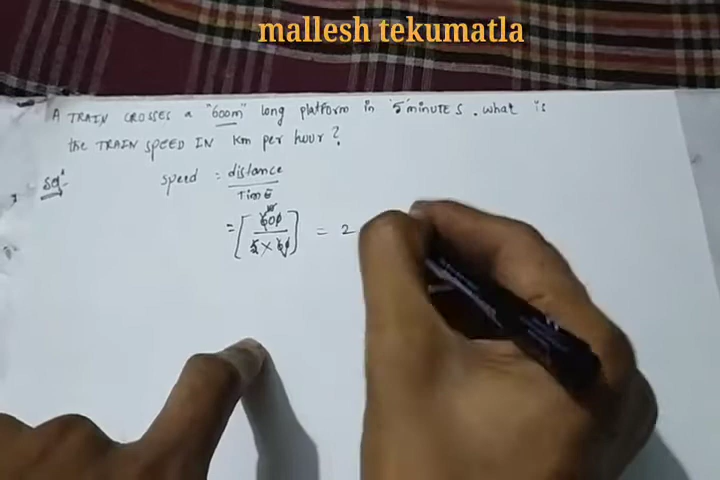 mallesh tekumatla
A TRAIN CROSSES a "600m" long platform in 5 minutes. what is
the TRAIN SPEED IN Km per hour?
Sol
speed = distance
Time
= [600 / 5 × 60] = 2